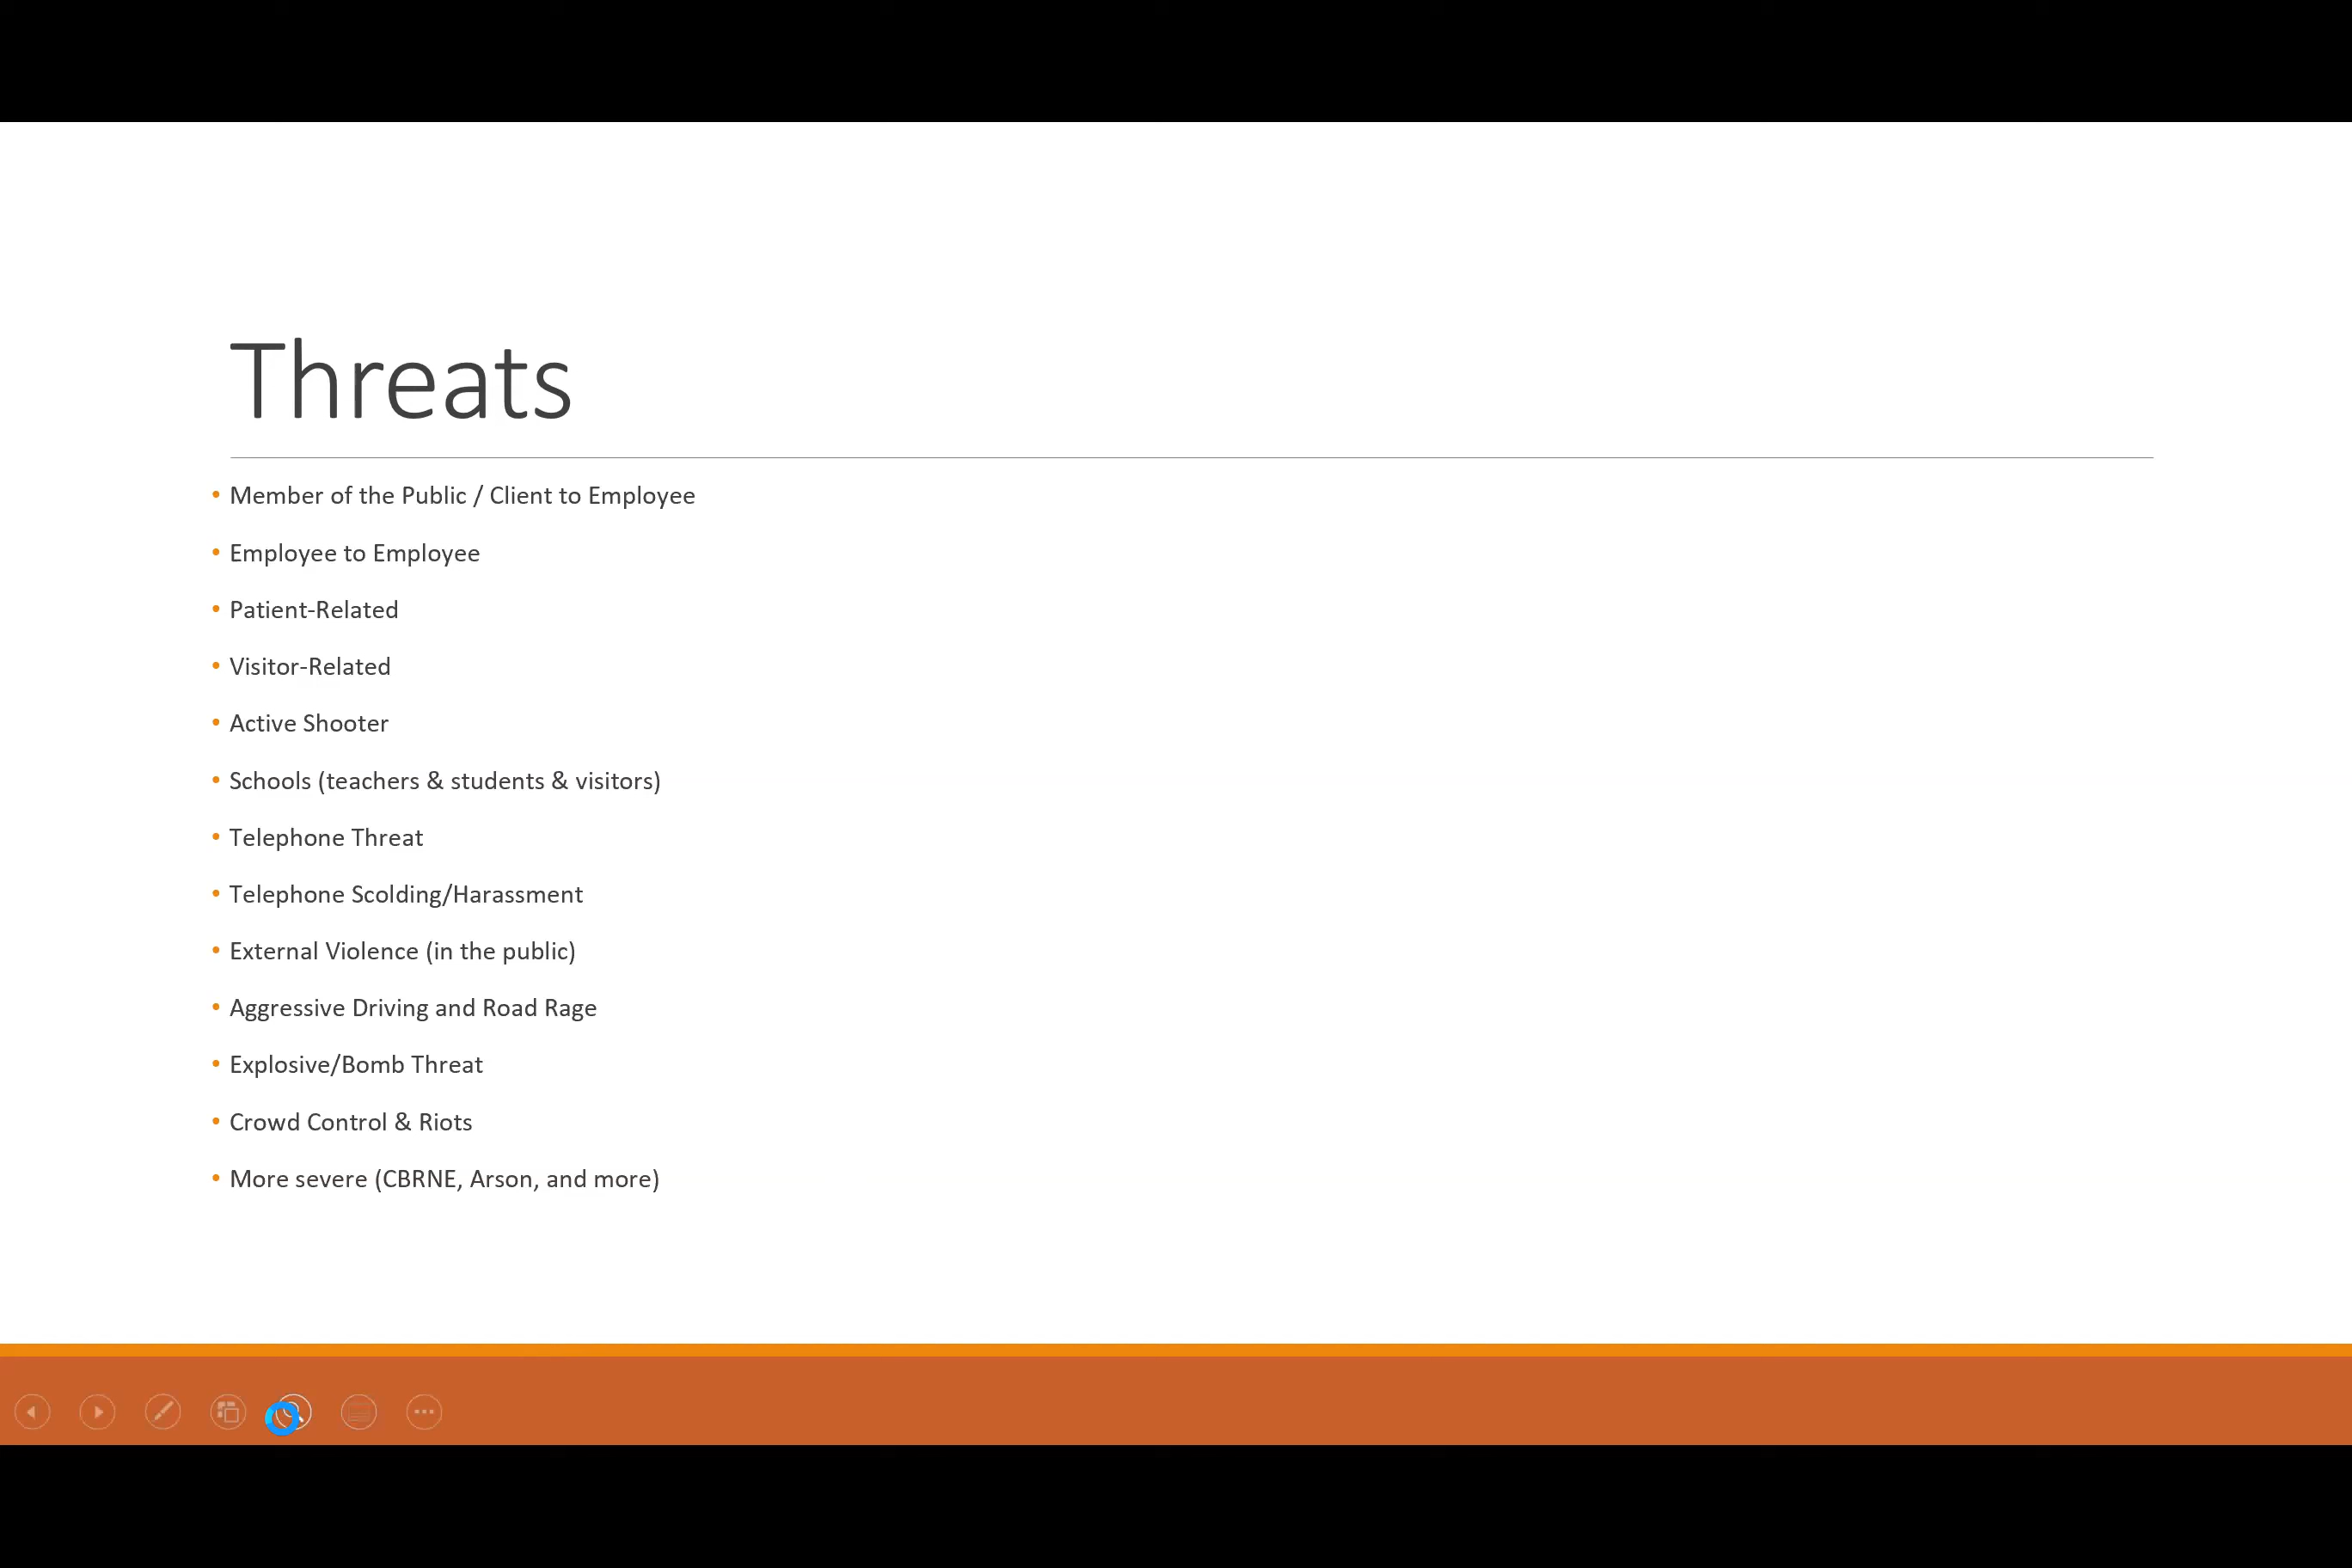 Threats
• Member of the Public / Client to Employee
• Employee to Employee
• Patient-Related
• Visitor-Related
• Active Shooter
• Schools (teachers & students & visitors)
• Telephone Threat
• Telephone Scolding/Harassment
• External Violence (in the public)
• Aggressive Driving and Road Rage
• Explosive/Bomb Threat
• Crowd Control & Riots
• More severe (CBRNE, Arson, and more)